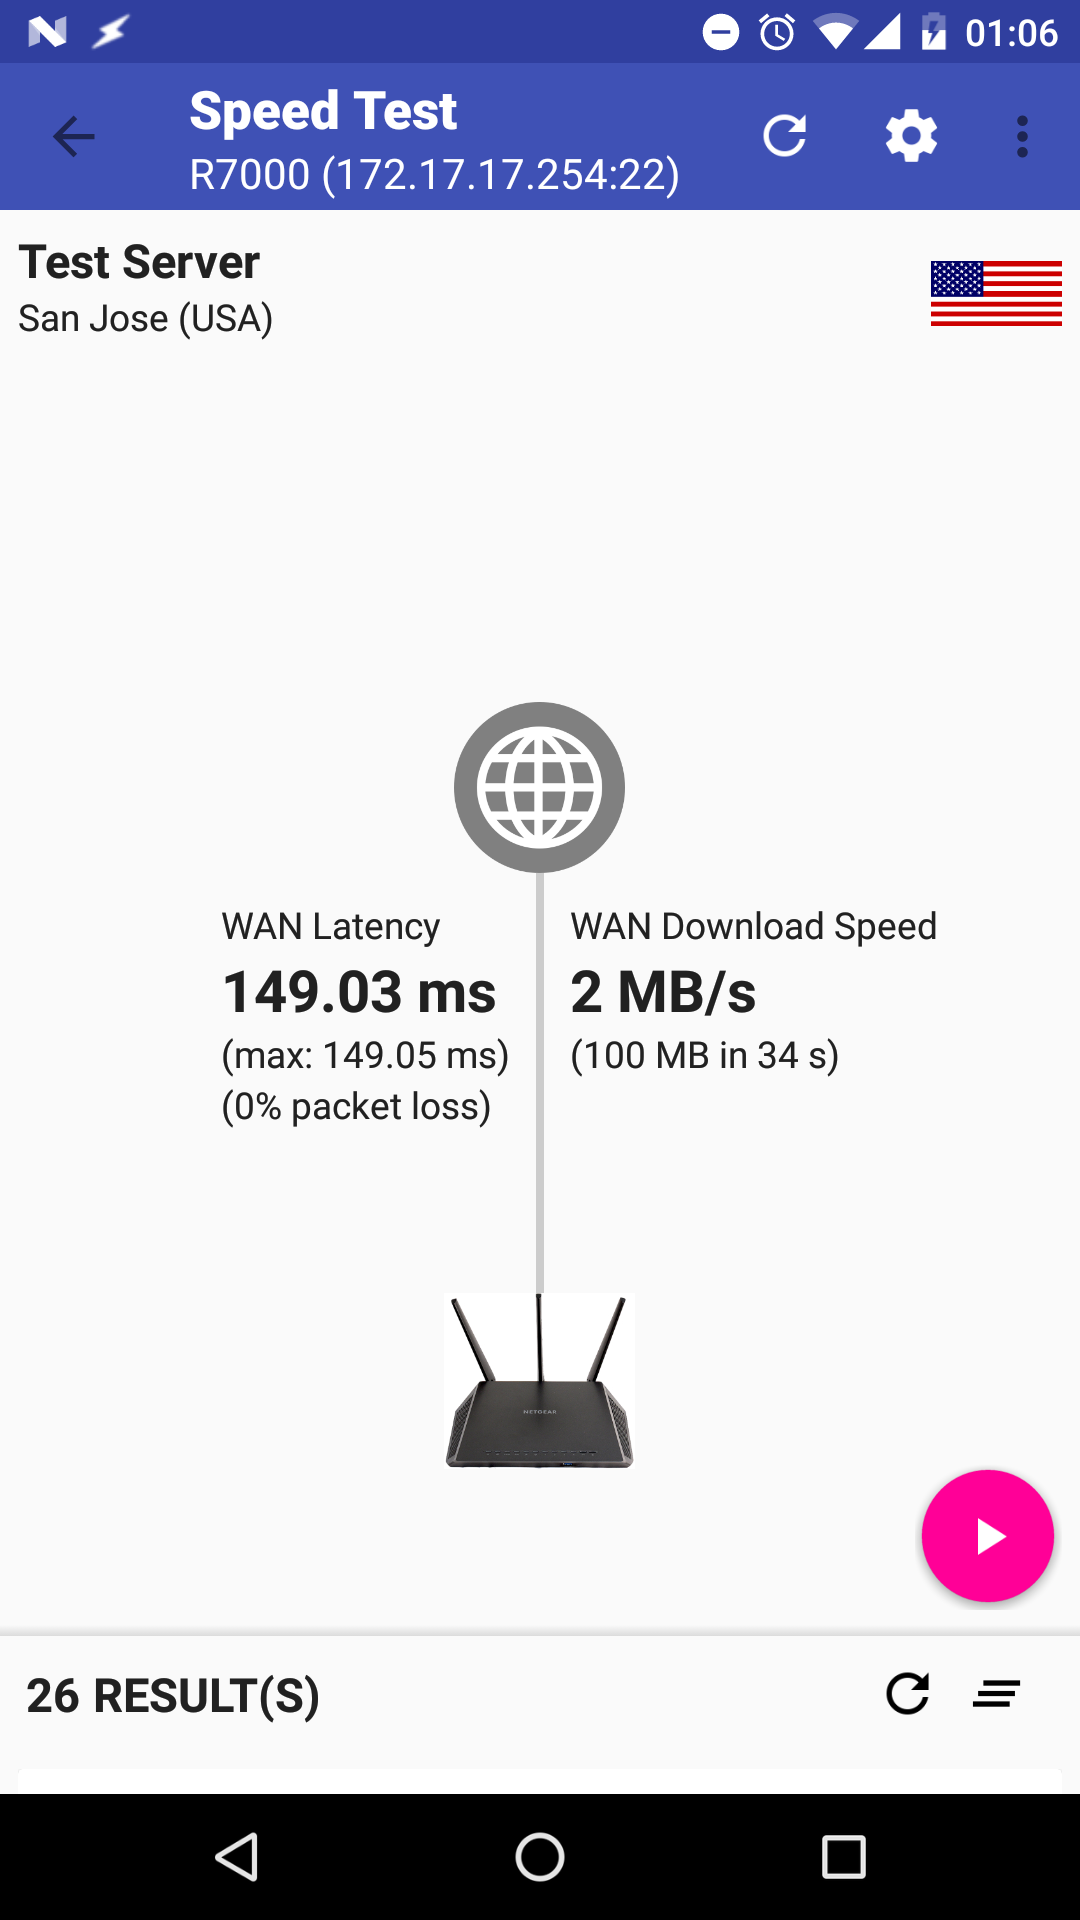 01:06
Speed Test
R7000 (172.17.17.254:22)
Test Server
San Jose (USA)
WAN Latency
149.03 ms
(max: 149.05 ms)
(0% packet loss)
WAN Download Speed
2 MB/s
(100 MB in 34 s)
NETGEAR
26 RESULT(S)